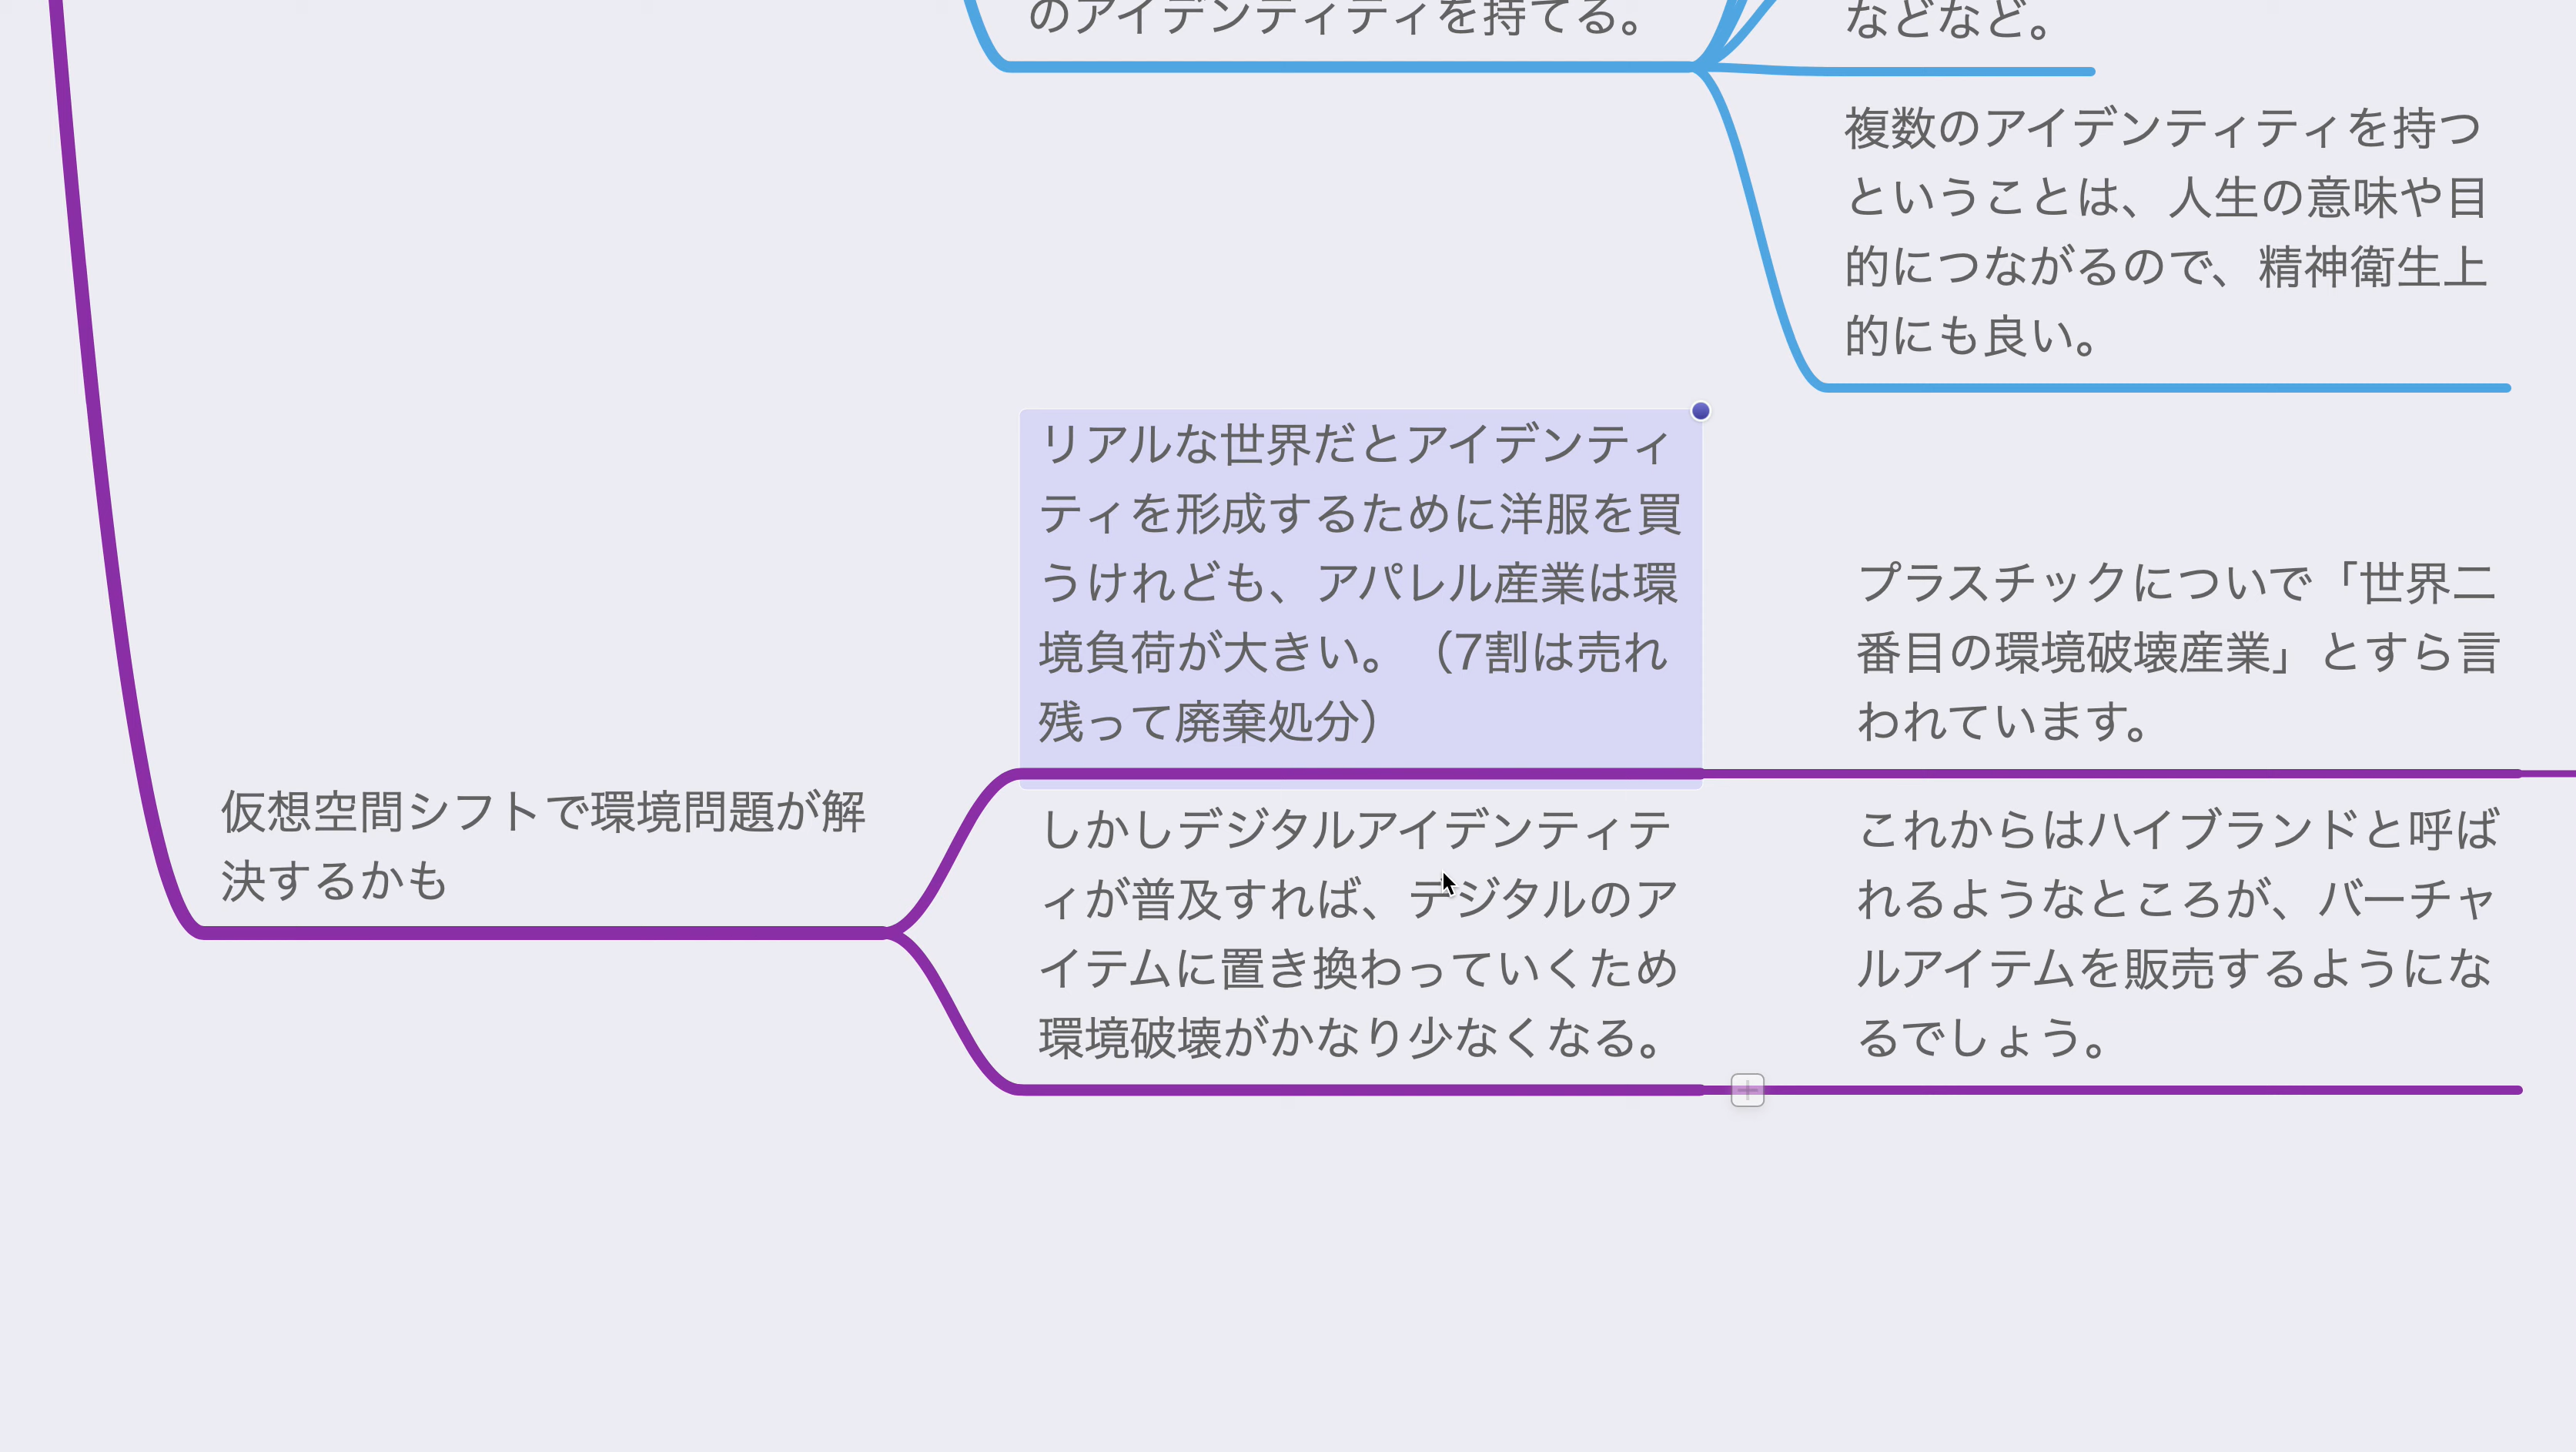 のアイデンティティを持てる。
などなど。
複数のアイデンティティを持つ
ということは、人生の意味や目
的につながるので、精神衛生上
的にも良い。
リアルな世界だとアイデンティ
ティを形成するために洋服を買
うけれども、アパレル産業は環
境負荷が大きい。（7割は売れ
残って廃棄処分）
プラスチックについで「世界二
番目の環境破壊産業」とすら言
われています。
仮想空間シフトで環境問題が解
決するかも
しかしデジタルアイデンティテ
ィが普及すれば、デジタルのア
イテムに置き換わっていくため
環境破壊がかなり少なくなる。
これからはハイブランドと呼ば
れるようなところが、バーチャ
ルアイテムを販売するようにな
るでしょう。